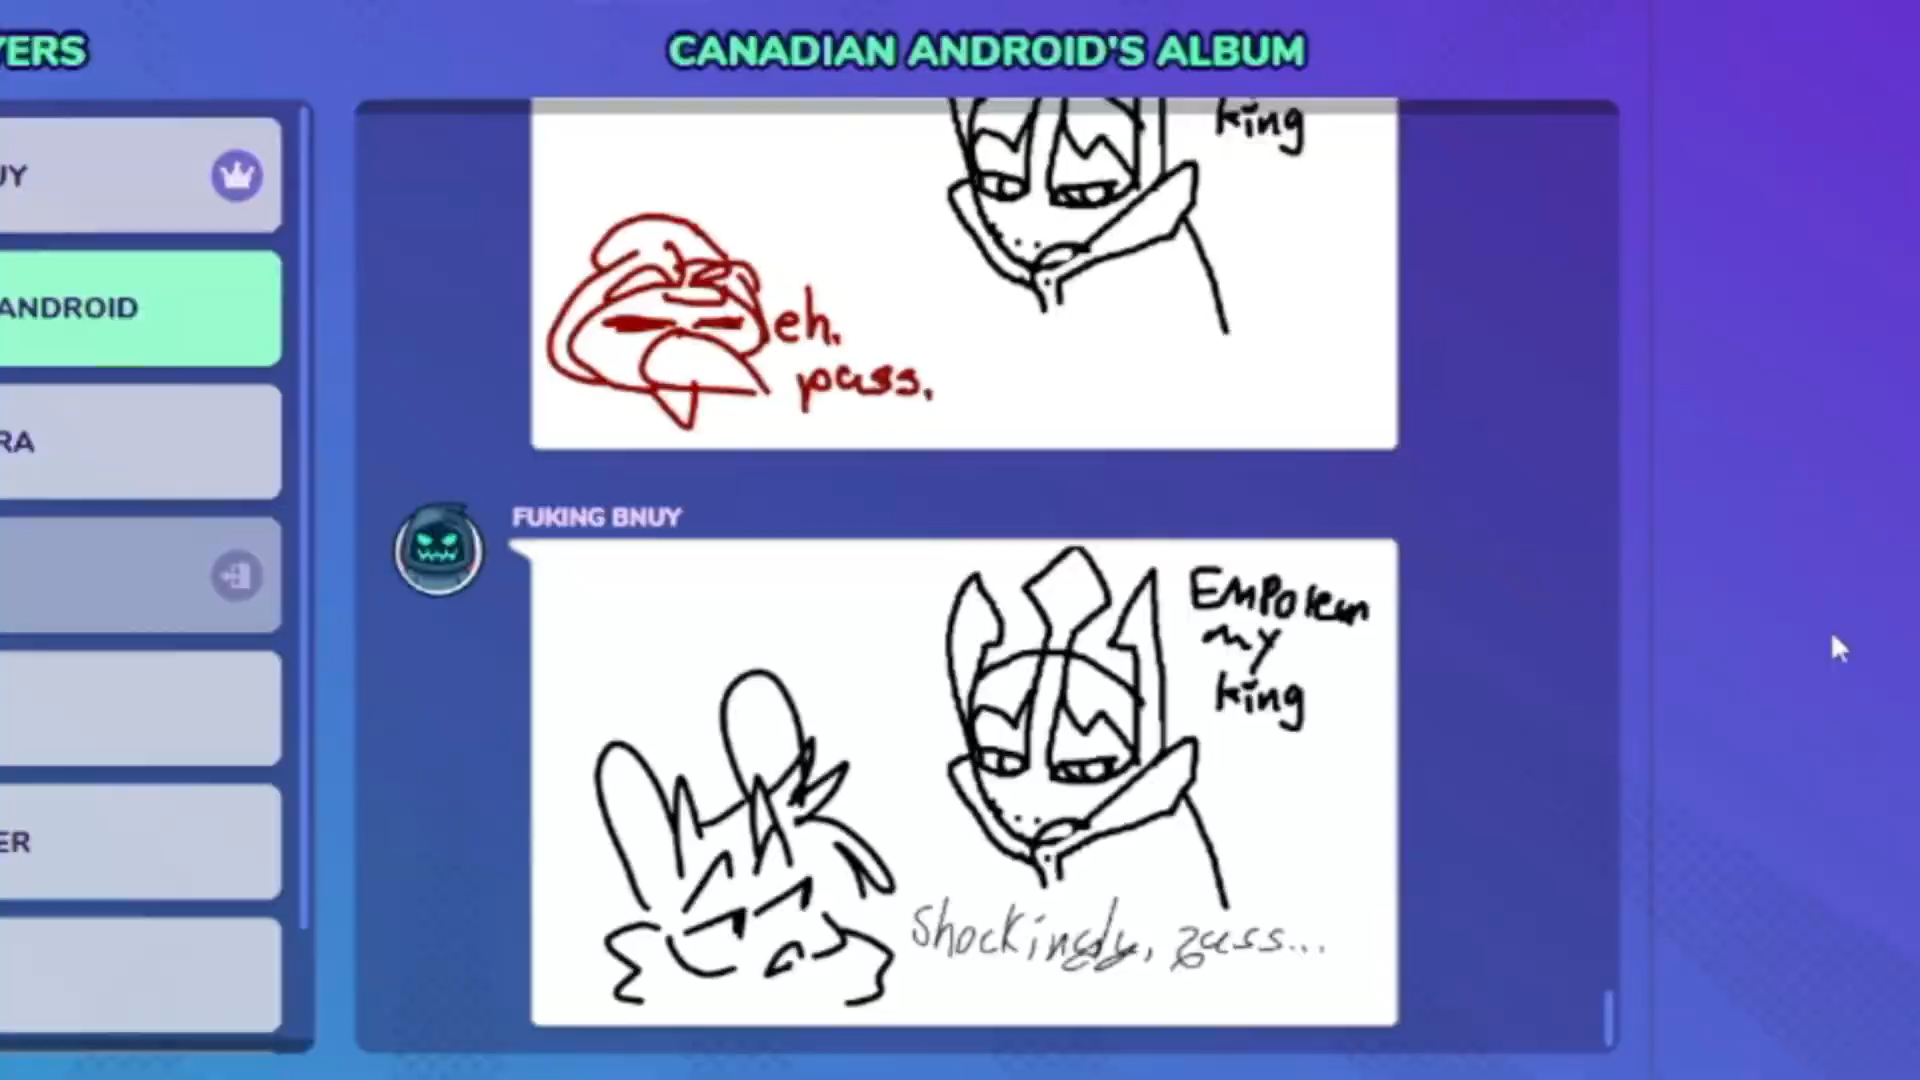 YERS
CANADIAN ANDROID'S ALBUM
UY
ANDROID
RA
ER
king
eh.
pass.
FUKING BNUY
EMPOleon
my
king
Shockingly, pass...